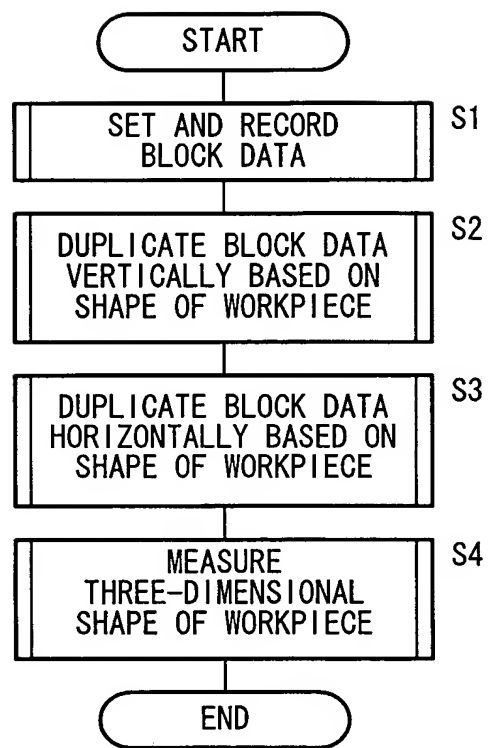 START
SET AND RECORD
BLOCK DATA
S1
DUPLICATE BLOCK DATA
VERTICALLY BASED ON
SHAPE OF WORKPIECE
S2
DUPLICATE BLOCK DATA
HORIZONTALLY BASED ON
SHAPE OF WORKPIECE
S3
MEASURE
THREE-DIMENSIONAL
SHAPE OF WORKPIECE
S4
END